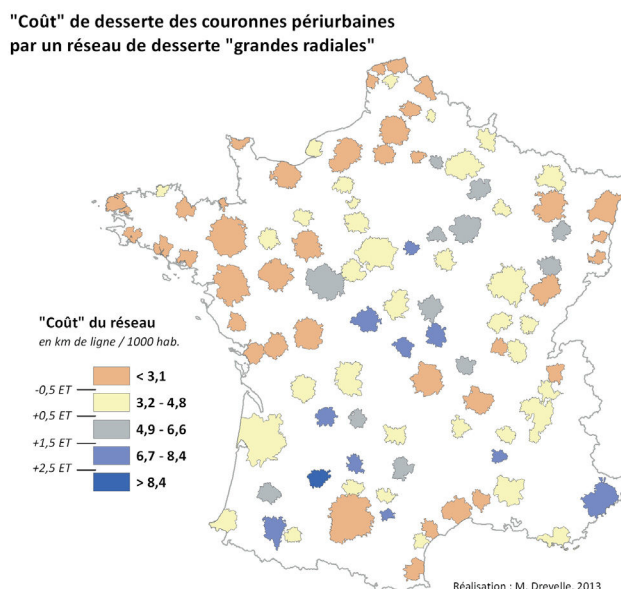 "Coût" de desserte des couronnes périurbaines
par un réseau de desserte "grandes radiales"
"Coût" du réseau
en km de ligne / 1000 hab.
< 3,1
-0,5 ET
3,2 - 4,8
+0,5 ET
4,9 - 6,6
+1,5 ET
6,7 - 8,4
+2,5 ET
> 8,4
Réalisation : M. Drevelle, 2013